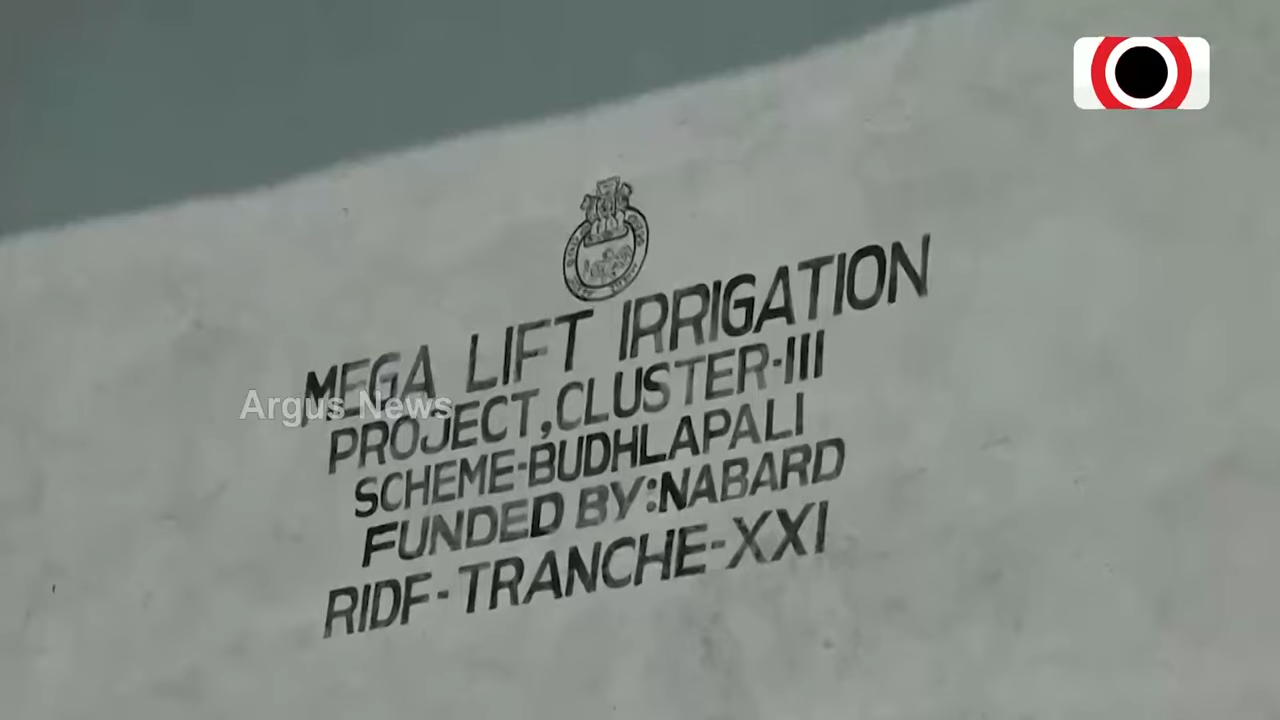 MEGA LIFT IRRIGATION
PROJECT, CLUSTER-III
SCHEME-BUDHLAPALI
FUNDED BY:NABARD
RIDF-TRANCHE-XXI
Argus News